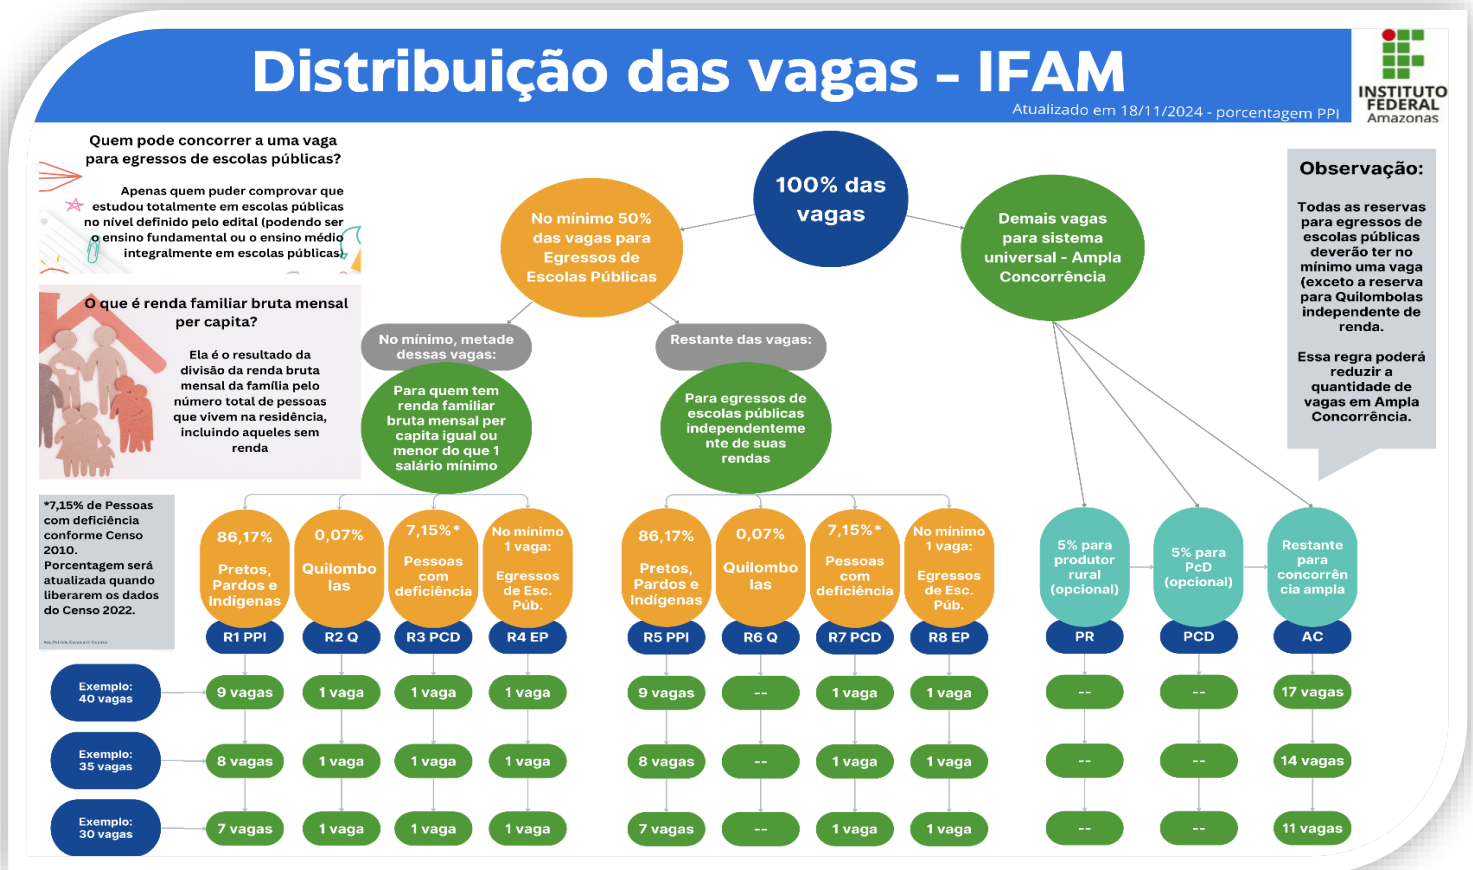 Distribuição das vagas - IFAM
Atualizado em 18/11/2024 - porcentagem PPI
INSTITUTO
FEDERAL
Amazonas
Quem pode concorrer a uma vaga
para egressos de escolas públicas?
Apenas quem puder comprovar que
estudou totalmente em escolas públicas
no nível definido pelo edital (podendo ser
o ensino fundamental ou o ensino médio
integralmente em escolas públicas)
O que é renda familiar bruta mensal
per capita?
Ela é o resultado da
divisão da renda bruta
mensal da família pelo
número total de pessoas
que vivem na residência,
incluindo aqueles sem
renda
*7,15% de Pessoas
com deficiência
conforme Censo
2010.
Porcentagem será
atualizada quando
liberarem os dados
do Censo 2022.
100% das
vagas
No mínimo 50%
das vagas para
Egressos de
Escolas Públicas
Demais vagas
para sistema
universal - Ampla
Concorrência
Observação:
Todas as reservas
para egressos de
escolas públicas
deverão ter no
mínimo uma vaga
(exceto a reserva
para Quilombolas
independente de
renda.
Essa regra poderá
reduzir a
quantidade de
vagas em Ampla
Concorrência.
No mínimo, metade
dessas vagas:
Restante das vagas:
Para quem tem
renda familiar
bruta mensal per
capita igual ou
menor do que 1
salário mínimo
Para egressos de
escolas públicas
independenteme
nte de suas
rendas
86,17%
Pretos,
Pardos e
Indígenas
R1 PPI
0,07%
Quilombo
las
R2 Q
7,15%*
Pessoas
com
deficiência
R3 PCD
No mínimo
1 vaga:
Egressos
de Esc.
Púb.
R4 EP
86,17%
Pretos,
Pardos e
Indígenas
R5 PPI
0,07%
Quilombo
las
R6 Q
7,15%*
Pessoas
com
deficiência
R7 PCD
No mínimo
1 vaga:
Egressos
de Esc.
Púb.
R8 EP
5% para
produtor
rural
(opcional)
PR
5% para
PcD
(opcional)
PCD
Restante
para
concorrên
cia ampla
AC
Exemplo:
40 vagas
9 vagas
1 vaga
1 vaga
1 vaga
9 vagas
--
1 vaga
1 vaga
--
--
17 vagas
Exemplo:
35 vagas
8 vagas
1 vaga
1 vaga
1 vaga
8 vagas
--
1 vaga
1 vaga
--
--
14 vagas
Exemplo:
30 vagas
7 vagas
1 vaga
1 vaga
1 vaga
7 vagas
--
1 vaga
1 vaga
--
--
11 vagas